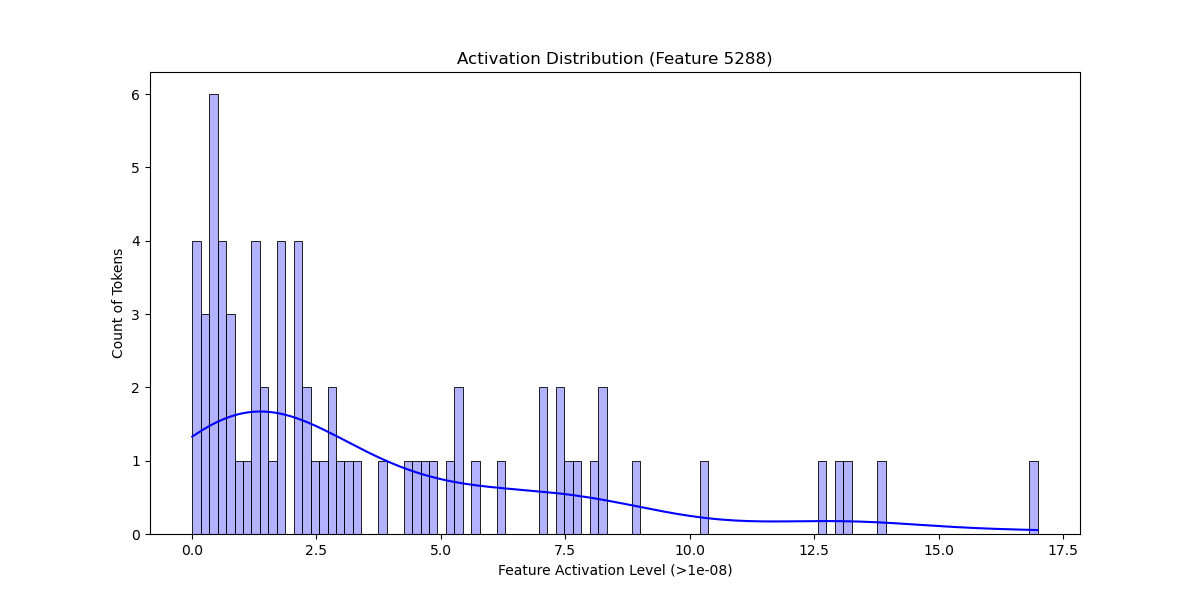 Activation Distribution (Feature 5288)
6
5
4
3
2
1
0
Count of Tokens
0.0 2.5 5.0 7.5 10.0 12.5 15.0 17.5
Feature Activation Level (>1e-08)